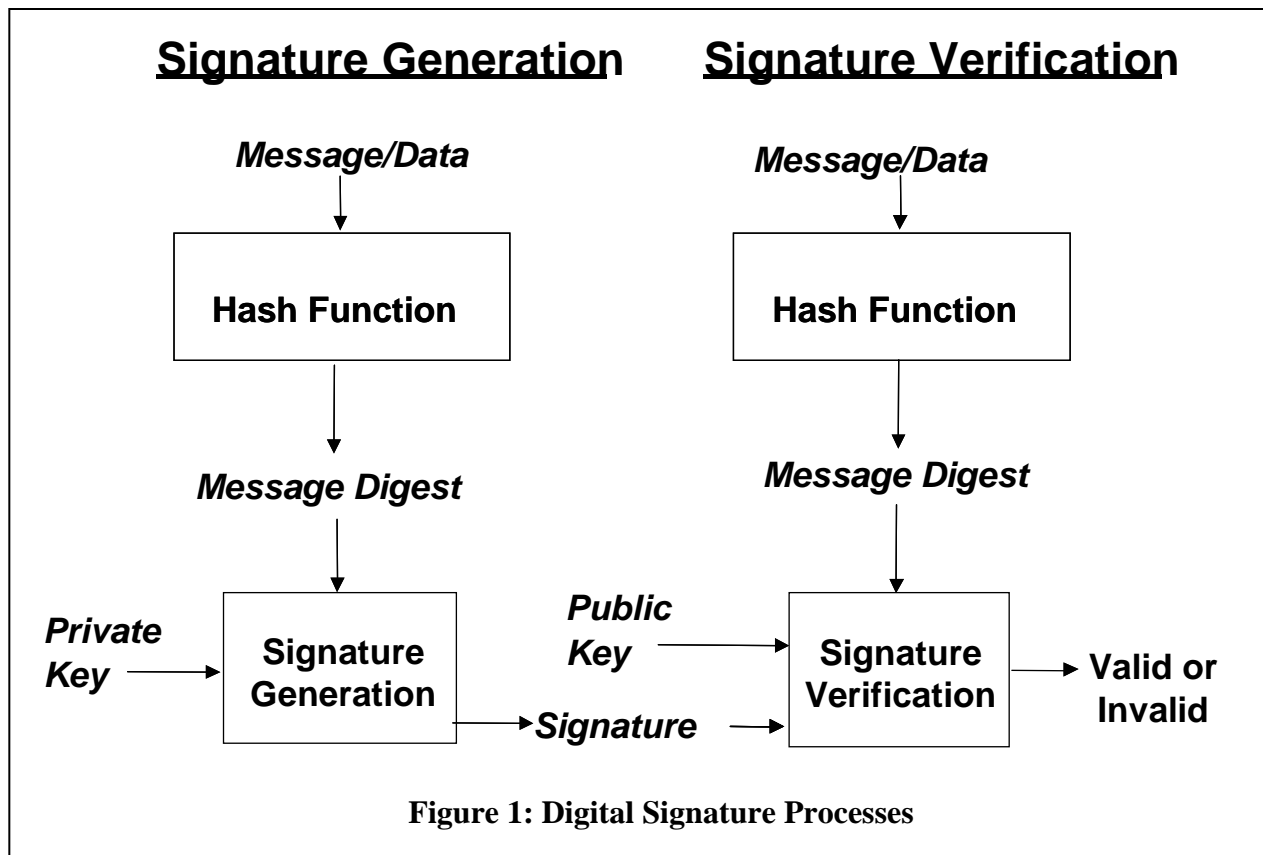 Signature Generation
Signature Verification
Message/Data
Message/Data
Hash Function
Hash Function
Message Digest
Message Digest
Private
Key
Signature
Generation
Public
Key
Signature
Signature
Verification
Valid or
Invalid
Figure 1: Digital Signature Processes